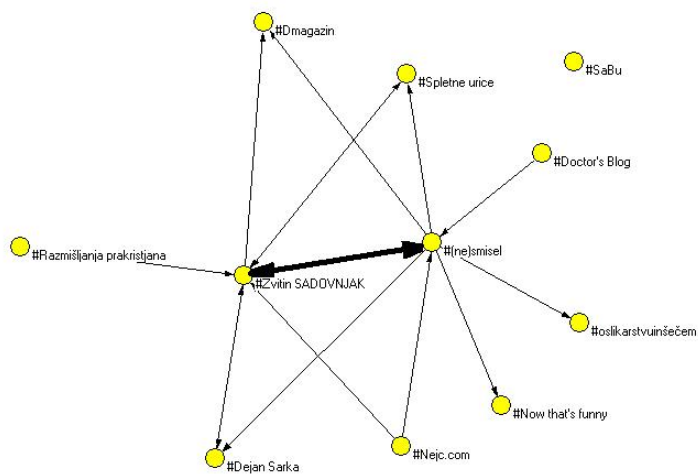 #Dmagazin
#SaBu
#Spletne urice
#Doctor's Blog
#(ne)smisel
#Razmišljanja prakristjana
#Zvitin SADOVNJAK
#oslikarstvuinšečem
#Now that's funny
#Nejc.com
#Dejan Sarka